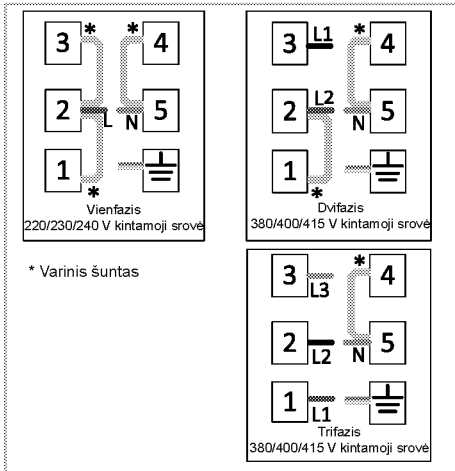 3 * * 4
2 L N 5
1 *
Vienfazis
220/230/240 V kintamoji srovė
3 L1 * 4
2 L2 N 5
1 *
Dvifazis
380/400/415 V kintamoji srovė
* Varinis šuntas
3 L3 * 4
2 L2 N 5
1 L1
Trifazis
380/400/415 V kintamoji srovė